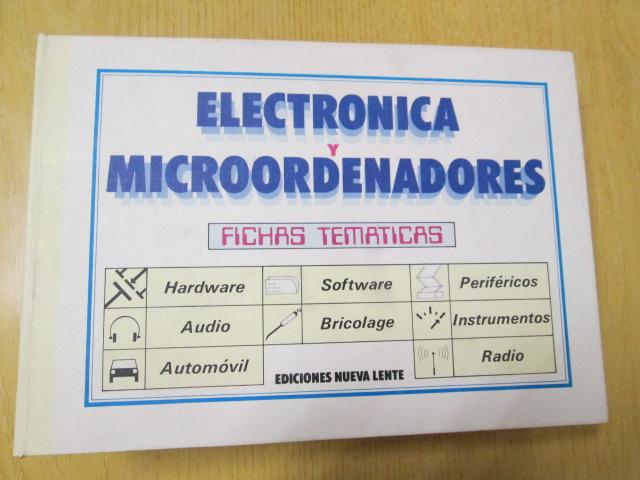 ELECTRONICA
Y
MICROORDENADORES
FICHAS TEMATICAS
Hardware
Software
Periféricos
Audio
Bricolage
Instrumentos
Automóvil
Radio
EDICIONES NUEVA LENTE